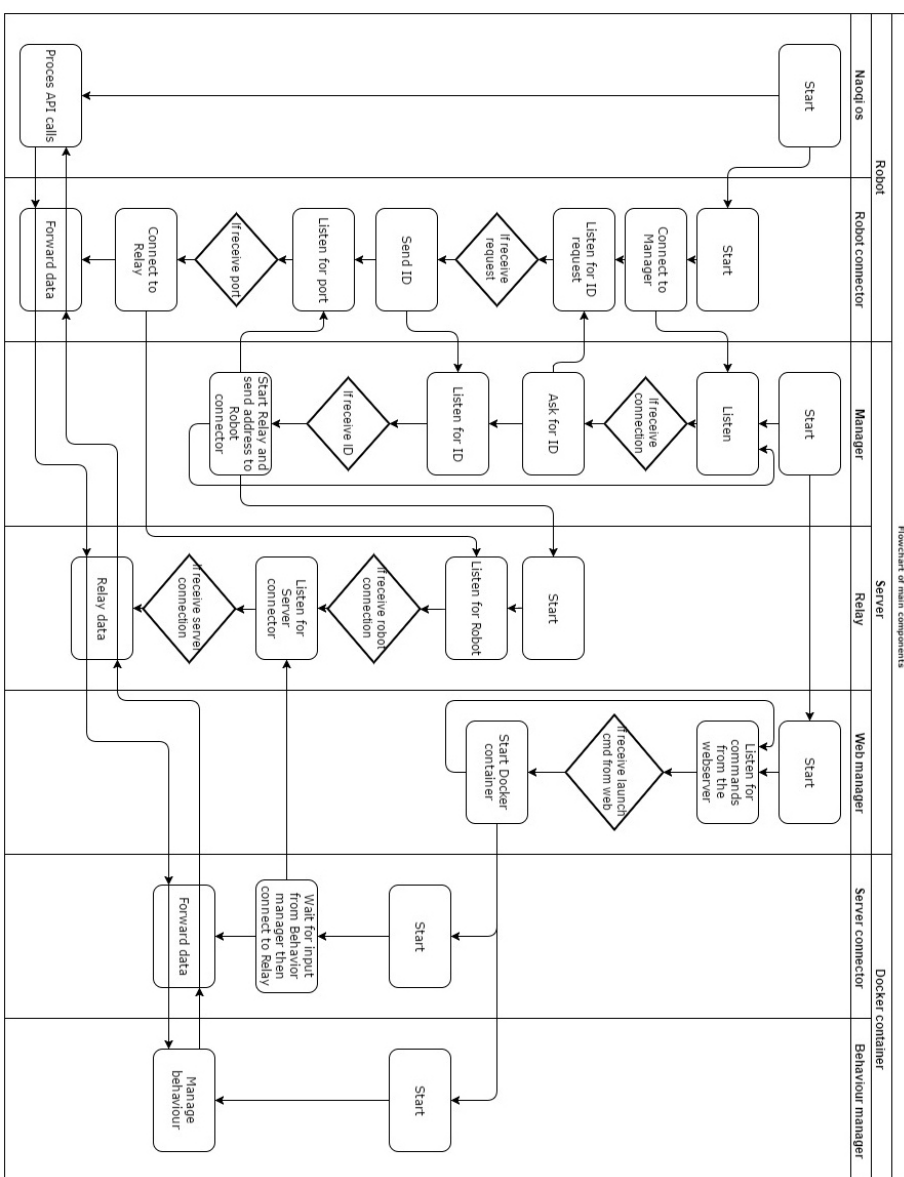 Flowchart of main components
Robot
Server
Docker container
Naoqi os
Robot connector
Manager
Relay
Web manager
Server connector
Behaviour manager
Start
Proces API calls
Start
Connect to
Manager
Listen for ID
request
If receive
request
Send ID
Listen for port
If receive port
Connect to
Relay
Forward data
Start
Listen
If receive
connection
Ask for ID
Listen for ID
If receive ID
Start Relay and
send address to
Robot
connector
Start
Listen for Robot
If receive robot
connection
Listen for
Server
connector
If receive server
connection
Relay data
Start
Listen for
commands
from the
webserver
If receive launch
cmd from web
Start Docker
container
Start
Wait for input
from Behavior
manager then
connect to Relay
Forward data
Start
Manage
behaviour